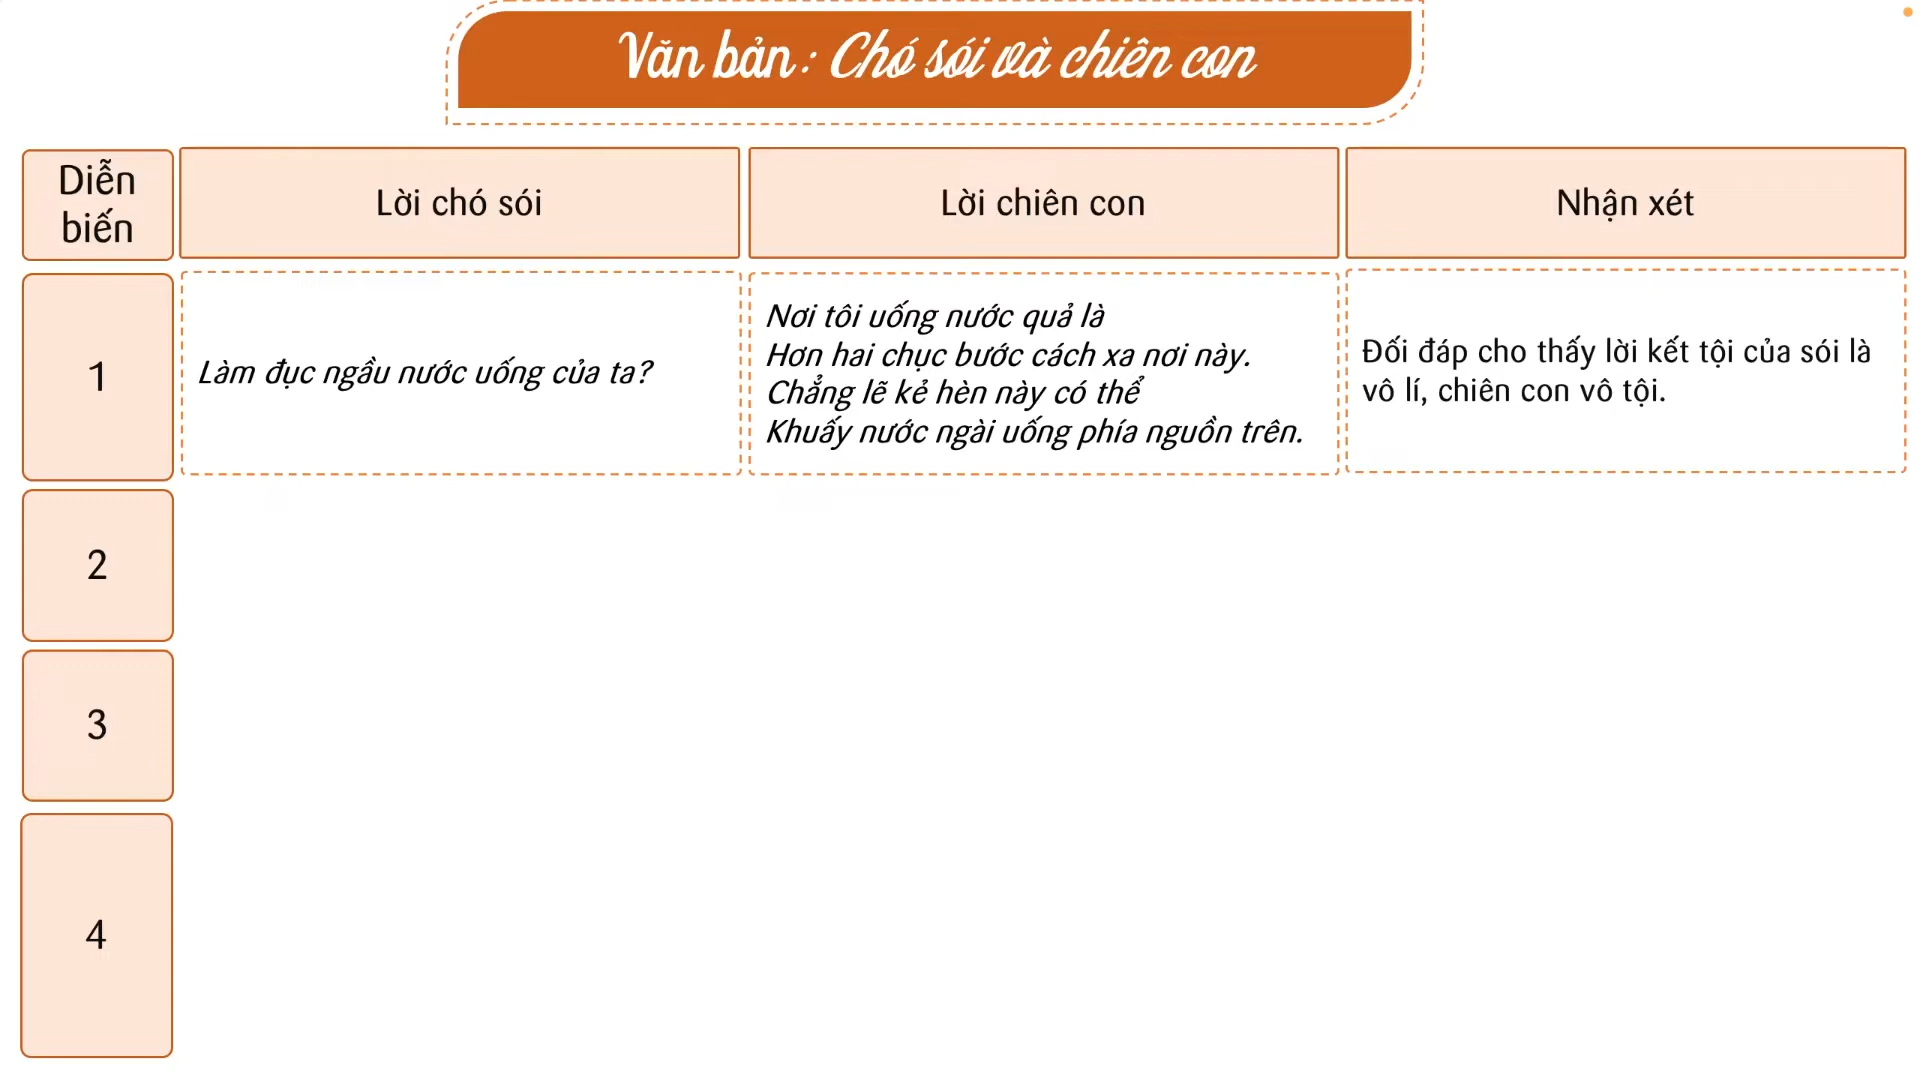 Văn bản: Chó sói và chiên con
Diễn
biến
Lời chó sói
Lời chiên con
Nhận xét
1
Làm đục ngầu nước uống của ta?
Nơi tôi uống nước quả là
Hơn hai chục bước cách xa nơi này.
Chẳng lẽ kẻ hèn này có thể
Khuấy nước ngài uống phía nguồn trên.
Đối đáp cho thấy lời kết tội của sói là
vô lí, chiên con vô tội.
2
3
4